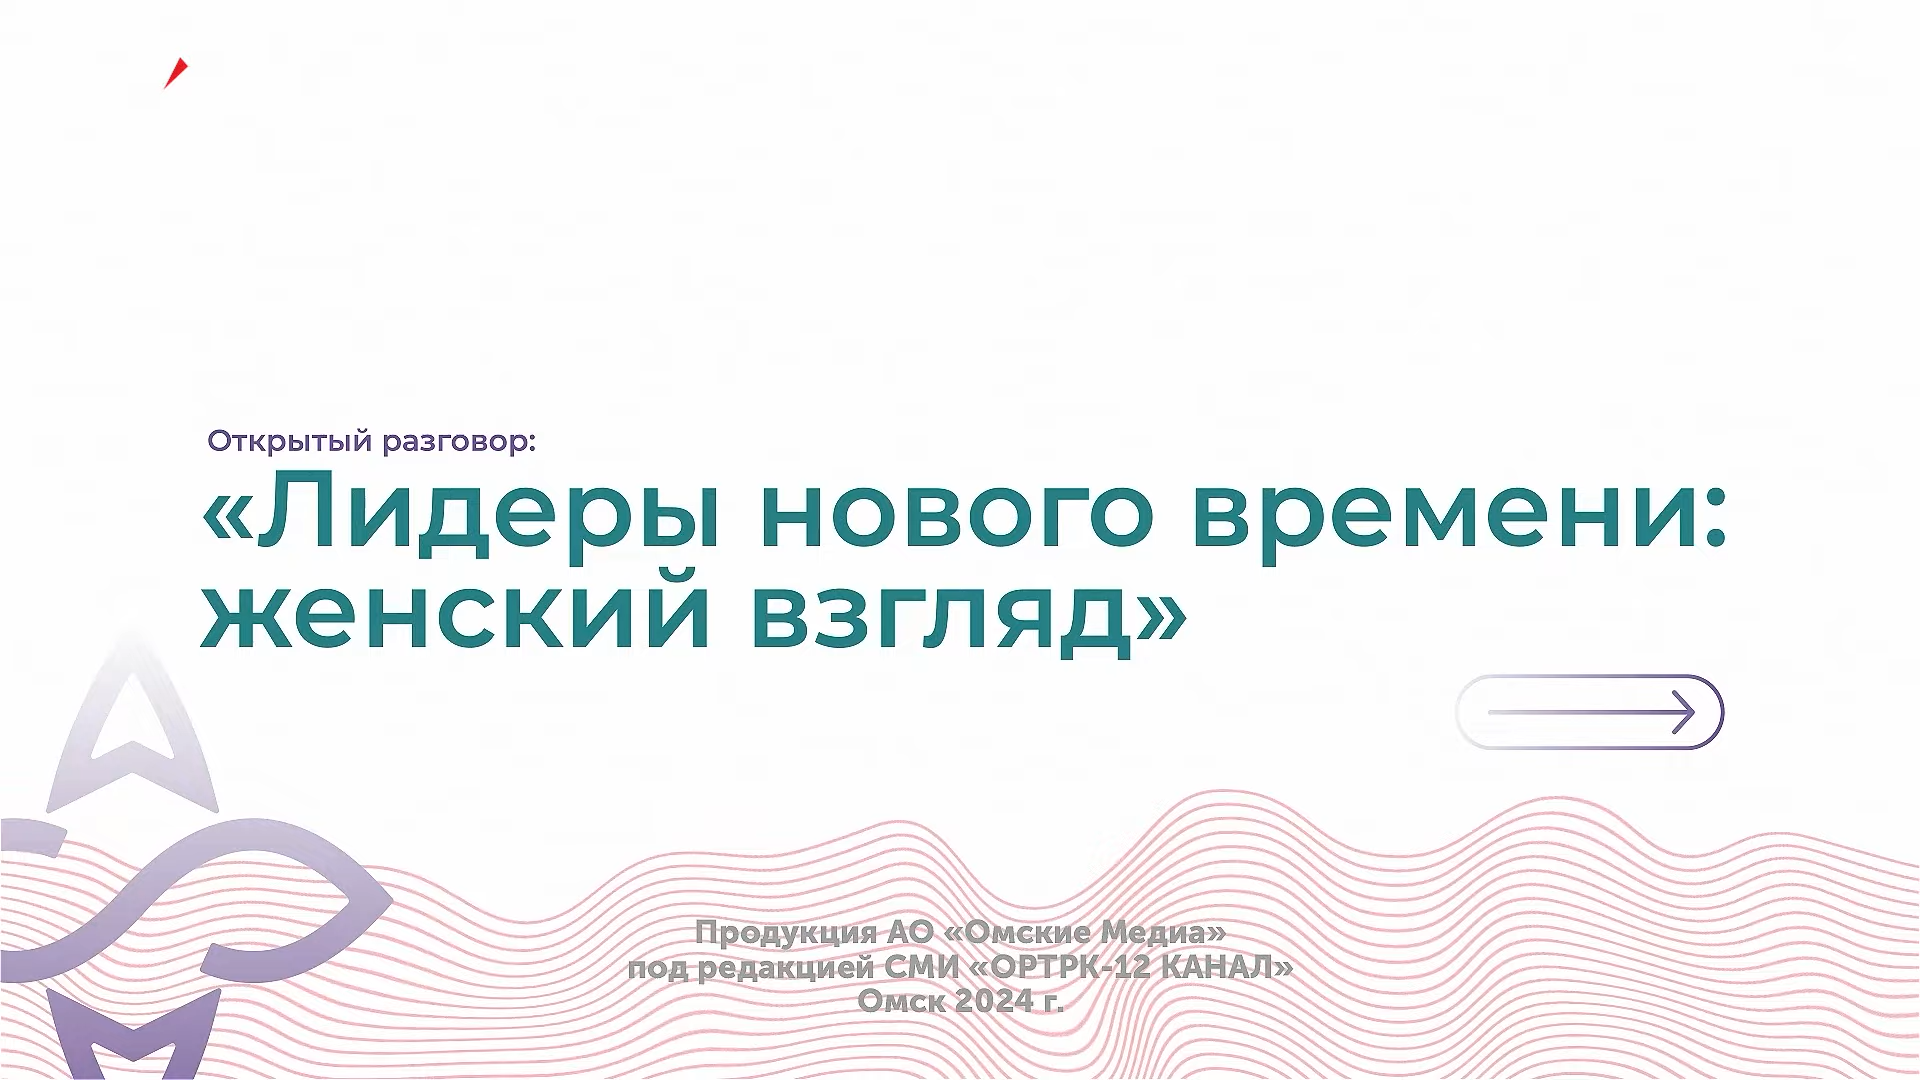 Открытый разговор:
«Лидеры нового времени:
женский взгляд»
Продукция АО «Омские Медиа»
под редакцией СМИ «ОРТРК-12 КАНАЛ»
Омск 2024 г.